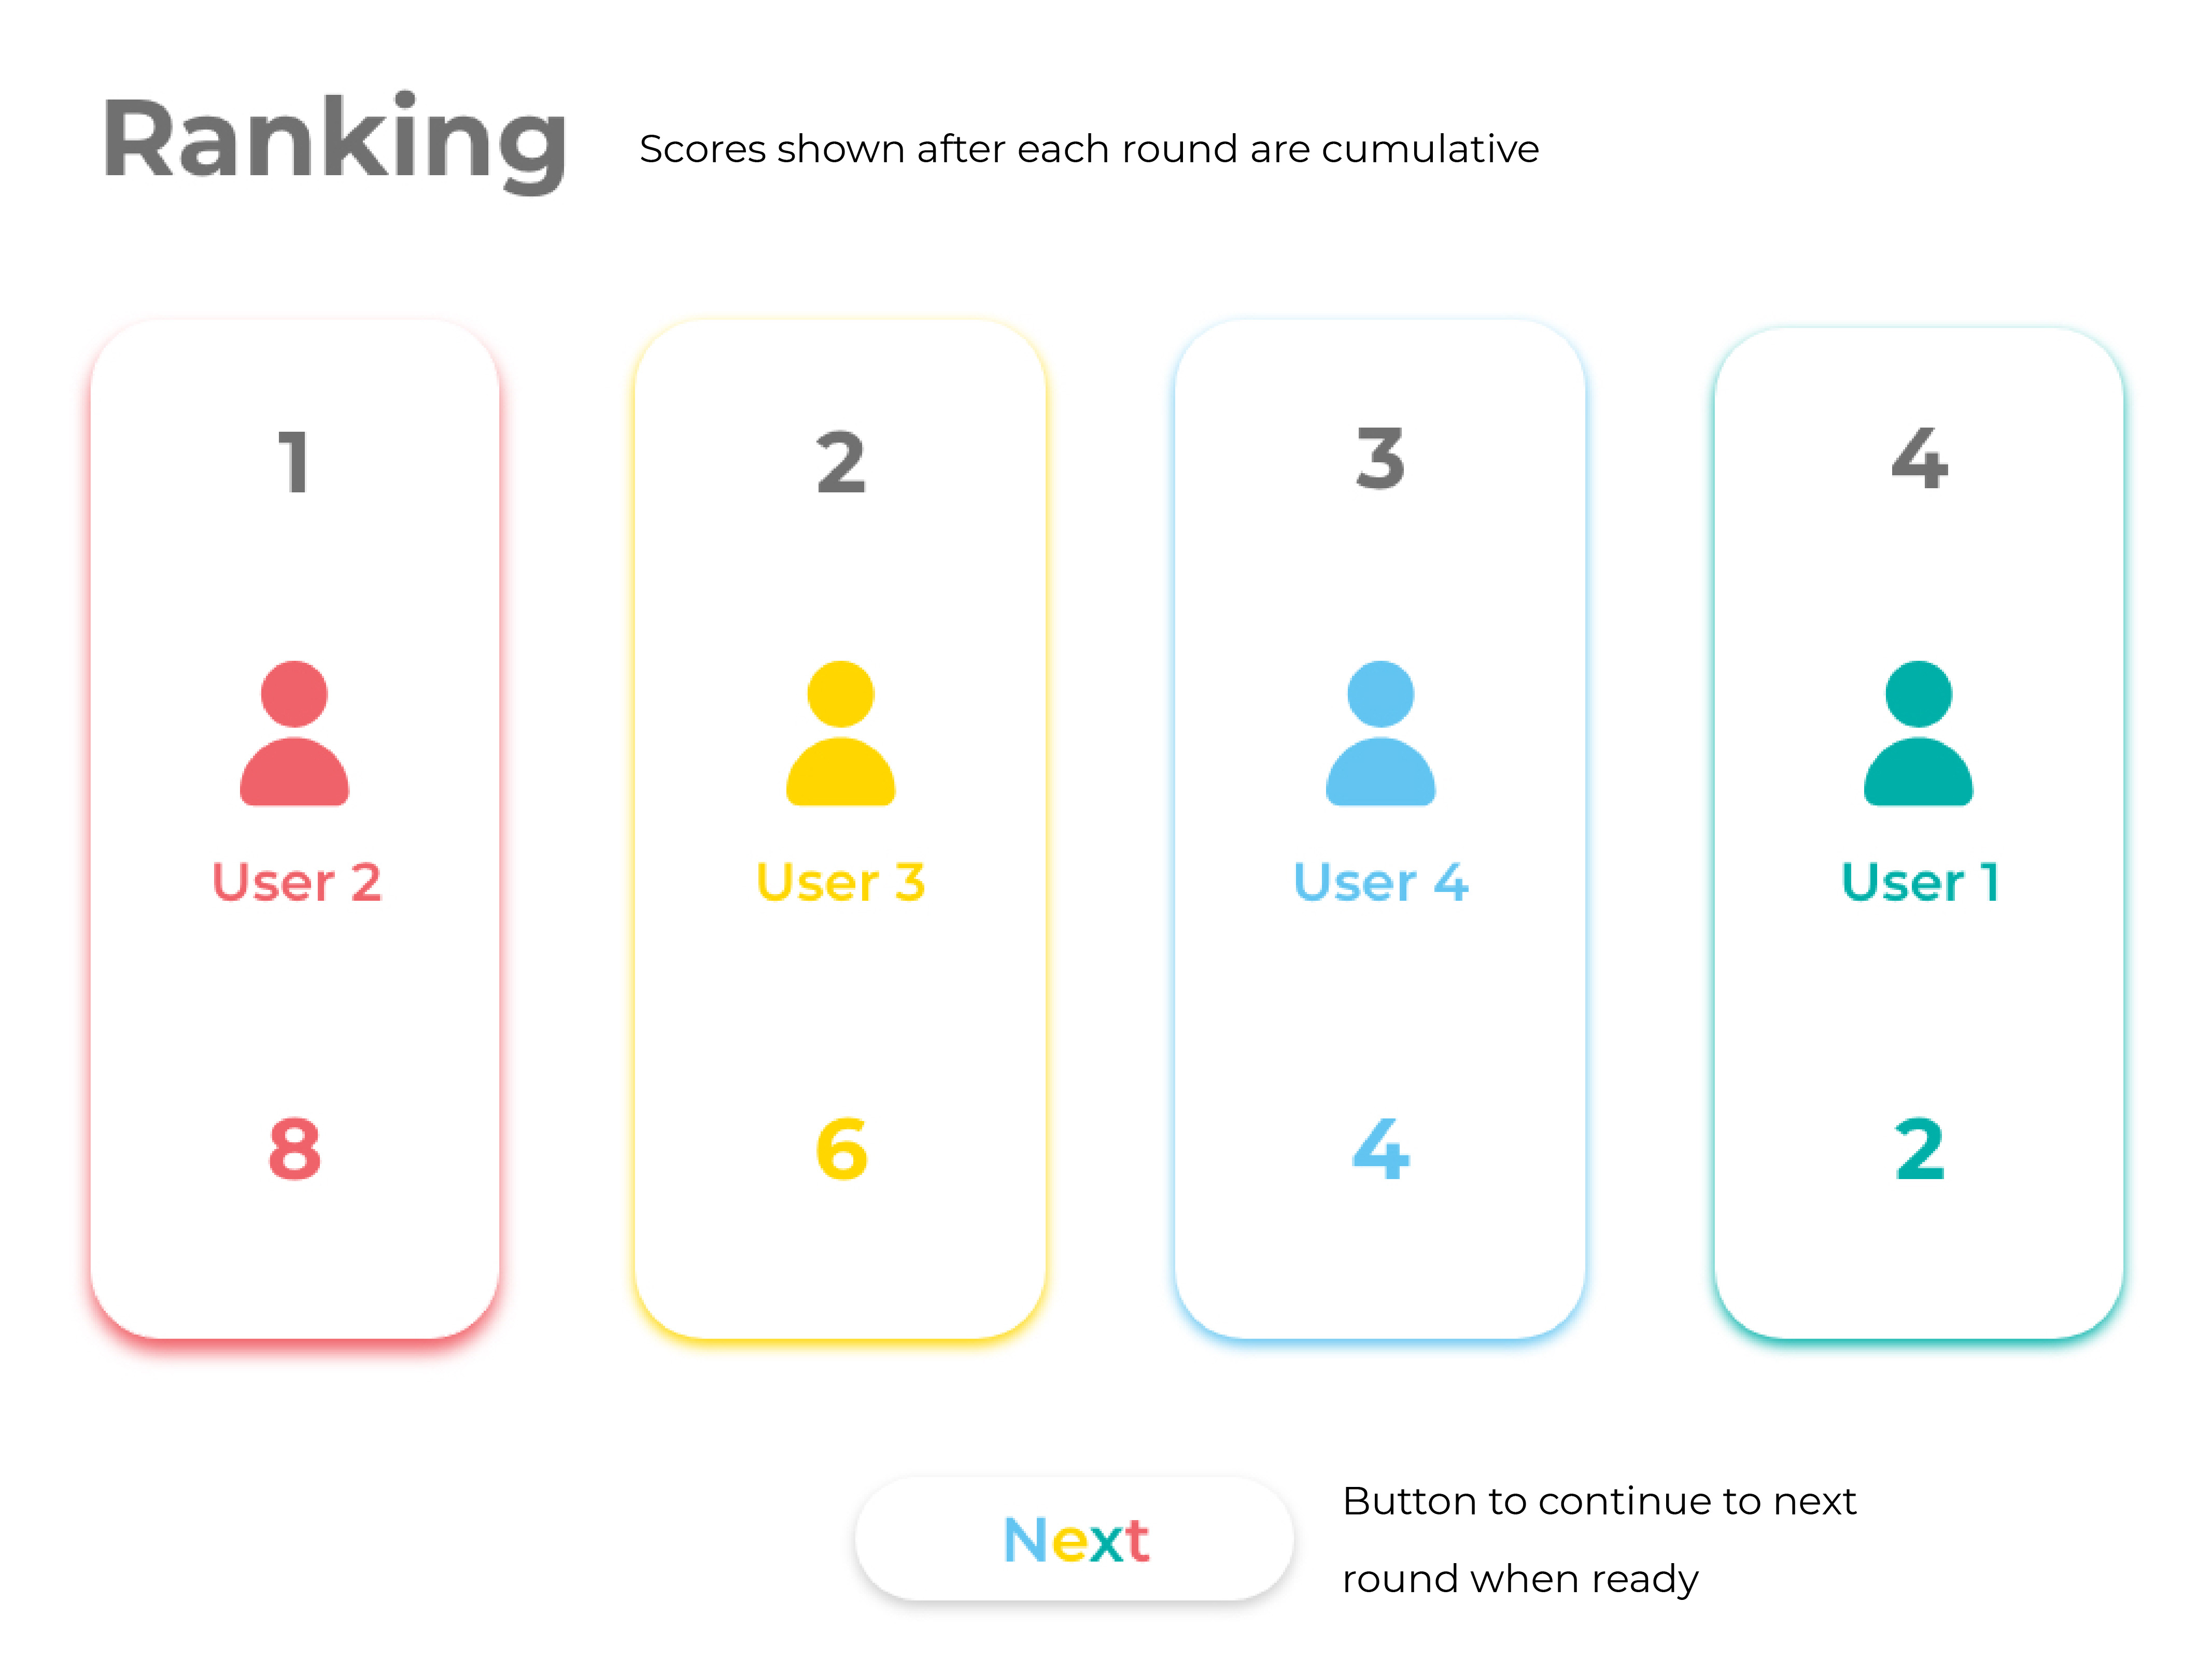 Ranking
Scores shown after each round are cumulative
1
2
3
4
User 2
User 3
User 4
User 1
8
6
4
2
Next
Button to continue to next
round when ready